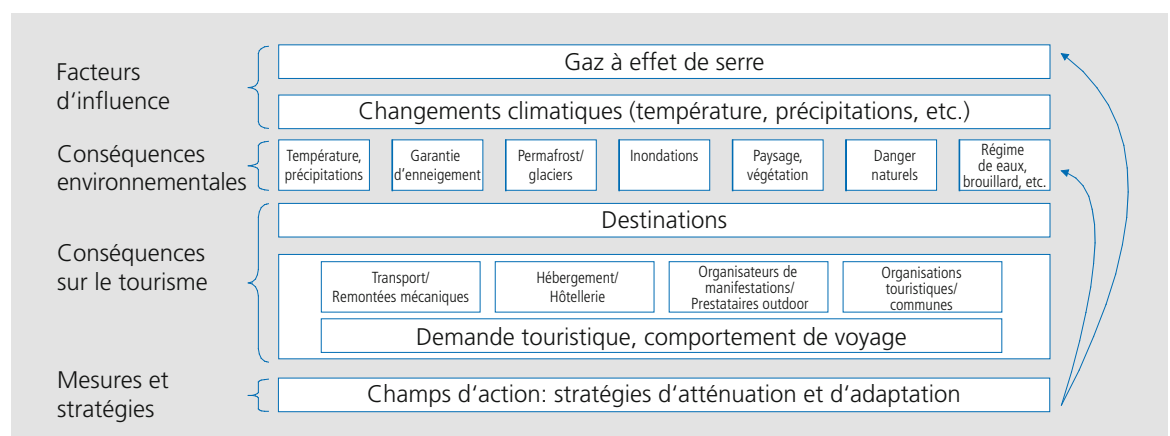 Facteurs
d'influence
Gaz à effet de serre
Changements climatiques (température, précipitations, etc.)
Conséquences
environnementales
Température,
précipitations
Garantie
d'enneigement
Permafrost/
glaciers
Inondations
Paysage,
végétation
Danger
naturels
Régime
de eaux,
brouillard, etc.
Conséquences
sur le tourisme
Destinations
Transport/
Remontées mécaniques
Hébergement/
Hôtellerie
Organisateurs de
manifestations/
Prestataires outdoor
Organisations
touristiques/
communes
Demande touristique, comportement de voyage
Mesures et
stratégies
Champs d'action: stratégies d'atténuation et d'adaptation